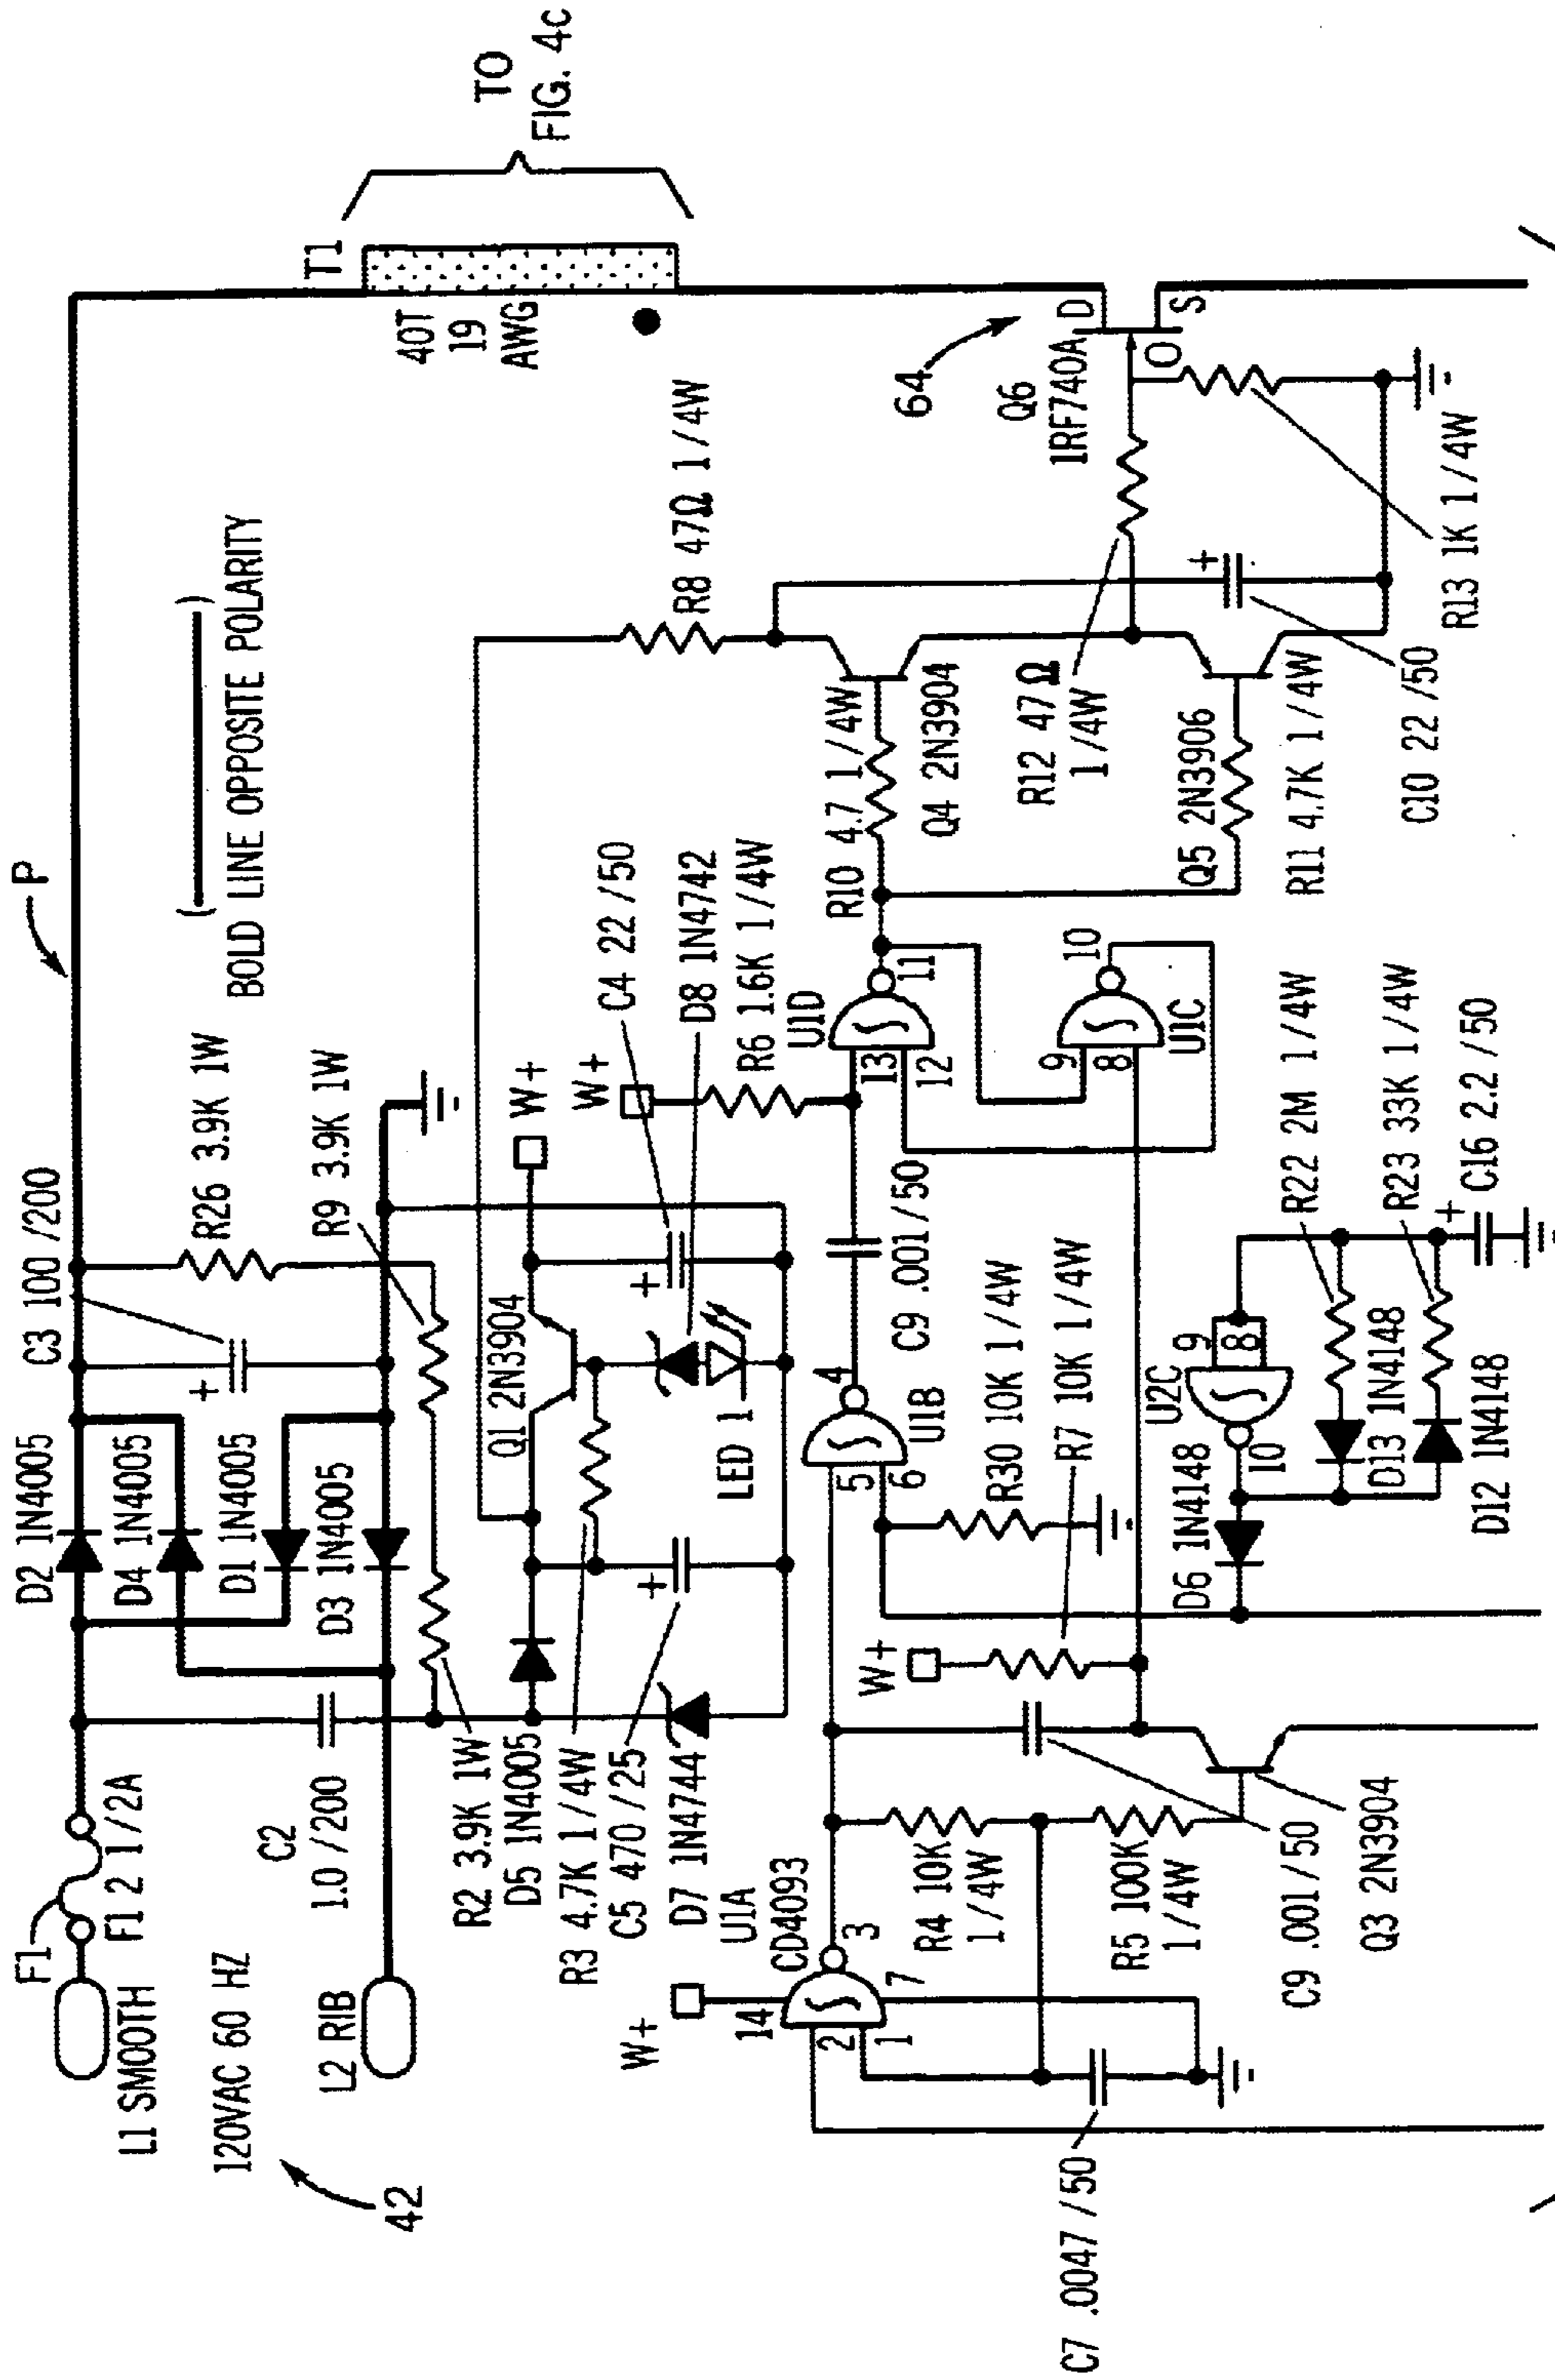 F1
L1 SMOOTH
F1 2 1/2A
120VAC 60 HZ
L2 RIB
42
C2
1.0/200
D2 1N4005
D4 1N4005
D1 1N4005
D3 1N4005
C3 100/200
+
R26 3.9K 1W
R9 3.9K 1W
P
( )
BOLD LINE OPPOSITE POLARITY
T1
40T
19
AWG
TO
FIG. 4c
R2 3.9K 1W
D5 1N4005
R3 4.7K 1/4W
C5 470/25
D7 1N4744
+
Q1 2N3904
LED 1
+
W+
W+
C4 22/50
D8 1N4742
R6 1.6K 1/4W
R8 47Ω 1/4W
W+
U1A
CD4093
14
2
1
3
7
C7 .0047/50
R4 10K
1/4W
R5 100K
1/4W
C9 .001/50
Q3 2N3904
W+
R7 10K 1/4W
R30 10K 1/4W
5
6
4
U1B
C9 .001/50
U1D
13
12
11
9
8
10
U1C
R10 4.7 1/4W
Q4 2N3904
R12 47Ω
1/4W
Q5 2N3906
R11 4.7K 1/4W
C10 22/50
+
R13 1K 1/4W
64
Q6
1RF740A
D
O
S
D6 1N4148
U2C
10
9
8
D13 1N4148
D12 1N4148
R22 2M 1/4W
R23 33K 1/4W
+
C16 2.2/50